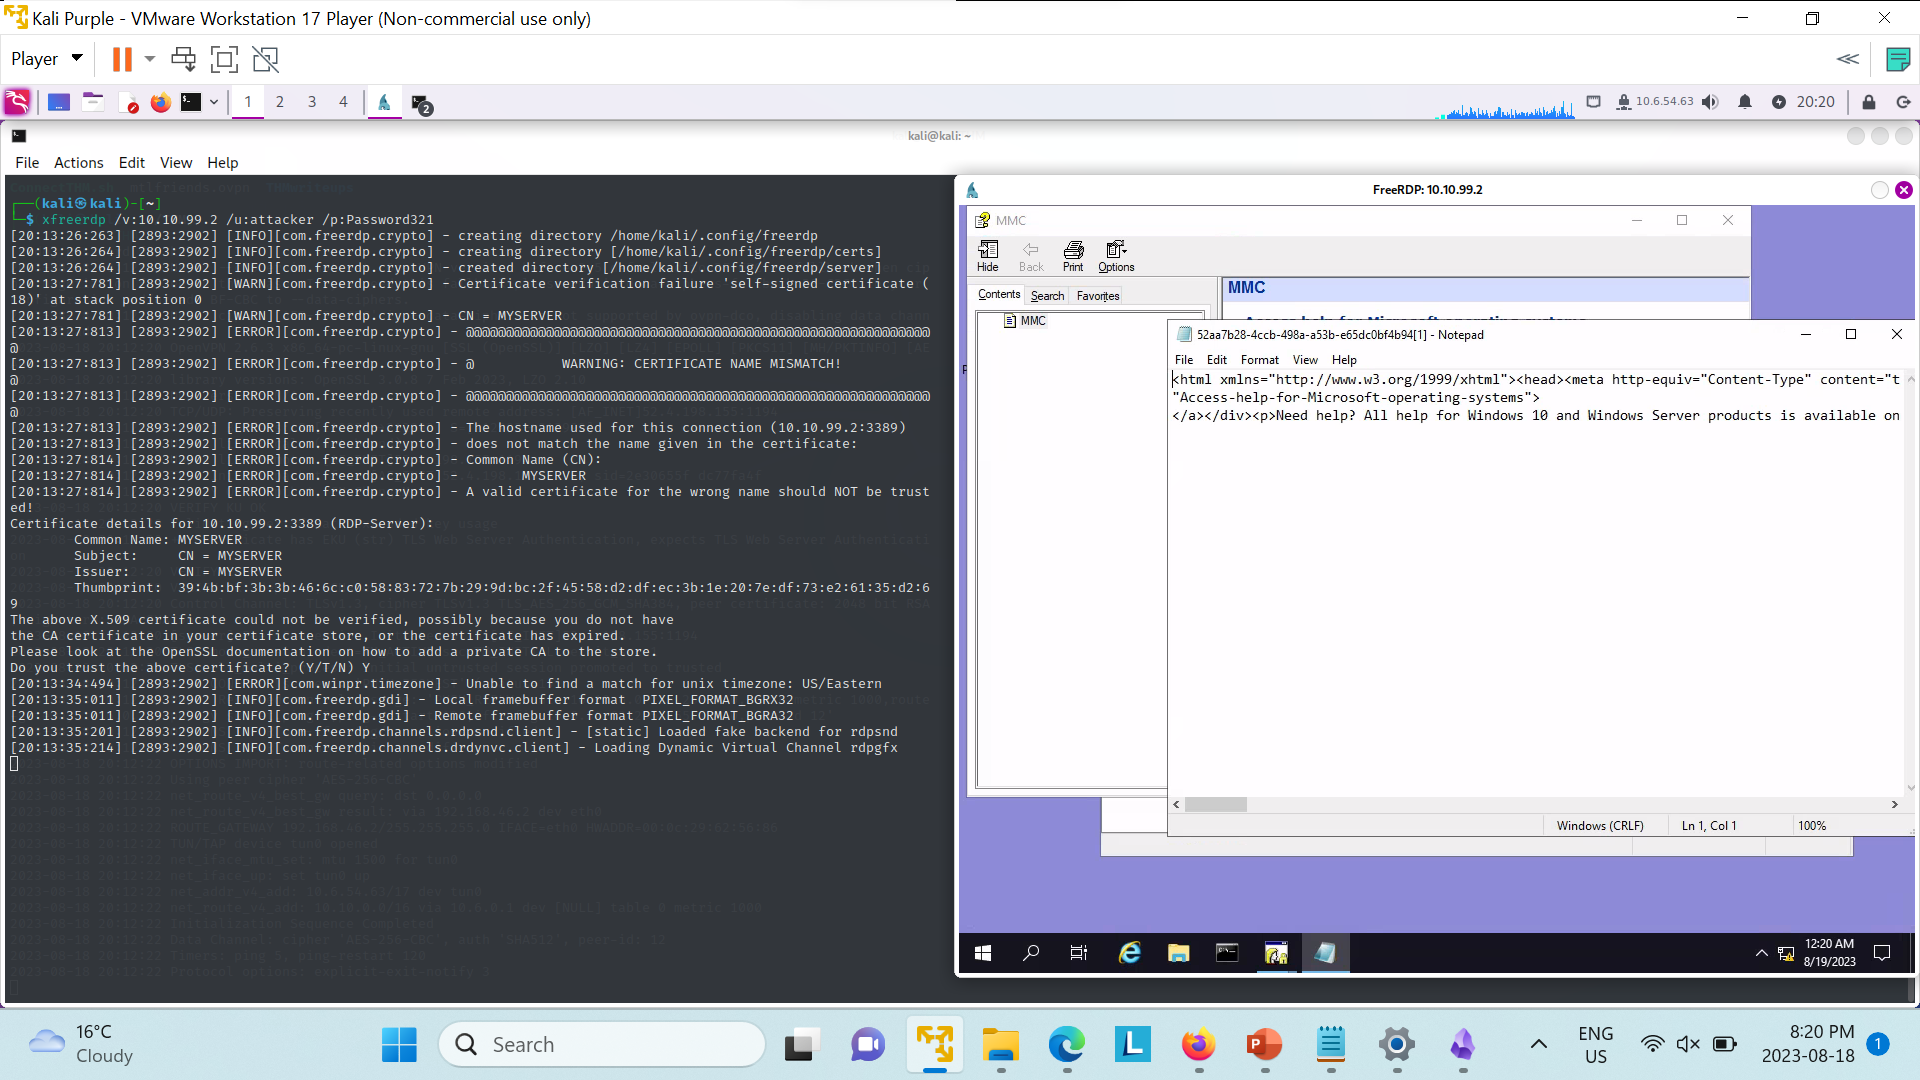 Kali Purple - VMware Workstation 17 Player (Non-commercial use only)
Player
1
2
3
4
2
10.6.54.63
20:20
kali@kali: ~
File Actions Edit View Help
┌──(kali㉿kali)-[~]
└─$ xfreerdp /v:10.10.99.2 /u:attacker /p:Password321
[20:13:26:263] [2893:2902] [INFO][com.freerdp.crypto] - creating directory /home/kali/.config/freerdp
[20:13:26:264] [2893:2902] [INFO][com.freerdp.crypto] - creating directory [/home/kali/.config/freerdp/certs]
[20:13:26:264] [2893:2902] [INFO][com.freerdp.crypto] - created directory [/home/kali/.config/freerdp/server]
[20:13:27:781] [2893:2902] [WARN][com.freerdp.crypto] - Certificate verification failure 'self-signed certificate (
18)' at stack position 0
[20:13:27:781] [2893:2902] [WARN][com.freerdp.crypto] - CN = MYSERVER
[20:13:27:813] [2893:2902] [ERROR][com.freerdp.crypto] - @@@@@@@@@@@@@@@@@@@@@@@@@@@@@@@@@@@@@@@@@@@@@@@@@@@@@@@@@@
@
[20:13:27:813] [2893:2902] [ERROR][com.freerdp.crypto] - @           WARNING: CERTIFICATE NAME MISMATCH!
@
[20:13:27:813] [2893:2902] [ERROR][com.freerdp.crypto] - @@@@@@@@@@@@@@@@@@@@@@@@@@@@@@@@@@@@@@@@@@@@@@@@@@@@@@@@@@
@
[20:13:27:813] [2893:2902] [ERROR][com.freerdp.crypto] - The hostname used for this connection (10.10.99.2:3389)
[20:13:27:813] [2893:2902] [ERROR][com.freerdp.crypto] - does not match the name given in the certificate:
[20:13:27:814] [2893:2902] [ERROR][com.freerdp.crypto] - Common Name (CN):
[20:13:27:814] [2893:2902] [ERROR][com.freerdp.crypto] -        MYSERVER
[20:13:27:814] [2893:2902] [ERROR][com.freerdp.crypto] - A valid certificate for the wrong name should NOT be trust
ed!
Certificate details for 10.10.99.2:3389 (RDP-Server):
Common Name: MYSERVER
Subject:     CN = MYSERVER
Issuer:      CN = MYSERVER
Thumbprint:  39:4b:bf:3b:3b:46:6c:c0:58:83:72:7b:29:9d:bc:2f:45:58:d2:df:ec:3b:1e:20:7e:df:73:e2:61:35:d2:6
9
The above X.509 certificate could not be verified, possibly because you do not have
the CA certificate in your certificate store, or the certificate has expired.
Please look at the OpenSSL documentation on how to add a private CA to the store.
Do you trust the above certificate? (Y/T/N) Y
[20:13:34:494] [2893:2902] [ERROR][com.winpr.timezone] - Unable to find a match for unix timezone: US/Eastern
[20:13:35:011] [2893:2902] [INFO][com.freerdp.gdi] - Local framebuffer format  PIXEL_FORMAT_BGRX32
[20:13:35:011] [2893:2902] [INFO][com.freerdp.gdi] - Remote framebuffer format PIXEL_FORMAT_BGRA32
[20:13:35:201] [2893:2902] [INFO][com.freerdp.channels.rdpsnd.client] - [static] Loaded fake backend for rdpsnd
[20:13:35:214] [2893:2902] [INFO][com.freerdp.channels.drdynvc.client] - Loading Dynamic Virtual Channel rdpgfx
FreeRDP: 10.10.99.2
MMC
Hide Back Print Options
Contents Search Favorites
MMC
MMC
52aa7b28-4ccb-498a-a53b-e65dc0bf4b94[1] - Notepad
File Edit Format View Help
<html xmlns="http://www.w3.org/1999/xhtml"><head><meta http-equiv="Content-Type" content="t
"Access-help-for-Microsoft-operating-systems">
</a></div><p>Need help? All help for Windows 10 and Windows Server products is available on
Windows (CRLF)
Ln 1, Col 1
100%
12:20 AM
8/19/2023
16°C
Cloudy
Search
L
P
ENG
US
8:20 PM
2023-08-18
1